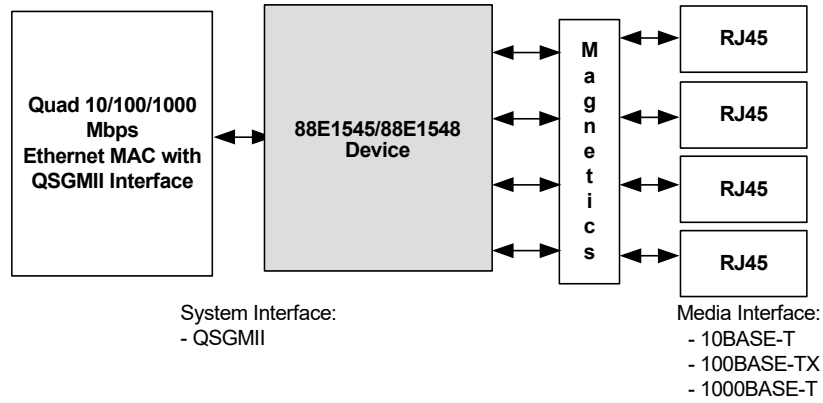 Quad 10/100/1000
Mbps
Ethernet MAC with
QSGMII Interface
88E1545/88E1548
Device
M
a
g
n
e
t
i
c
s
RJ45
RJ45
RJ45
RJ45
System Interface:
- QSGMII
Media Interface:
- 10BASE-T
- 100BASE-TX
- 1000BASE-T